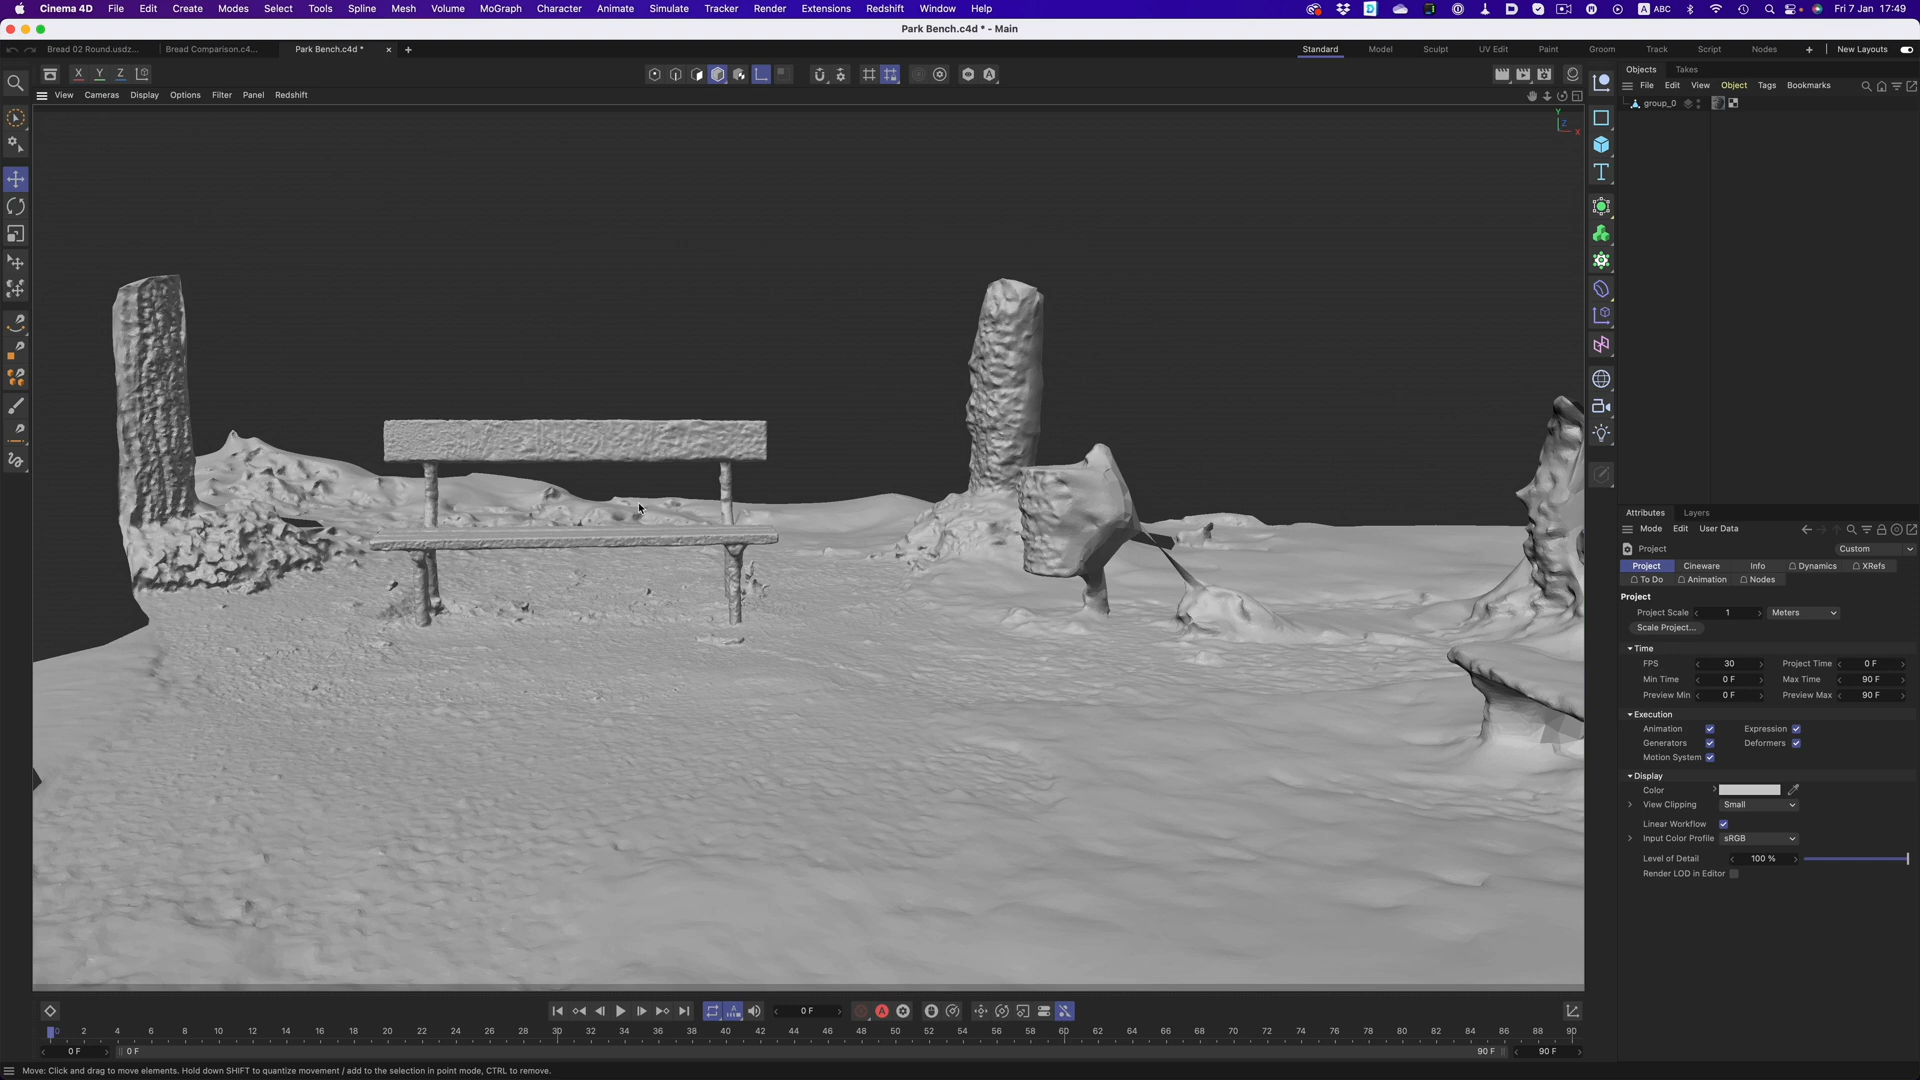 Cinema 4D File Edit Create Modes Select Tools Spline Mesh Volume MoGraph Character Animate Simulate Tracker Render Extensions Redshift Window Help ABC Fri 7 Jan 17:49
Park Bench.c4d * - Main
Bread 02 Round.usdz... Bread Comparison.c4... Park Bench.c4d * Standard Model Sculpt UV Edit Paint Groom Track Script Nodes New Layouts
X Y Z
View Cameras Display Options Filter Panel Redshift
Y
Z
X
Objects Takes
File Edit View Object Tags Bookmarks
group_0
Attributes Layers
Mode Edit User Data
Project Custom
Project Cineware Info Dynamics XRefs
To Do Animation Nodes
Project
Project Scale 1 Meters
Scale Project...
Time
FPS 30 Project Time 0 F
Min Time 0 F Max Time 90 F
Preview Min 0 F Preview Max 90 F
Execution
Animation Expression
Generators Deformers
Motion System
Display
Color
View Clipping Small
Linear Workflow
Input Color Profile sRGB
Level of Detail 100 %
Render LOD in Editor
0 F
0 2 4 6 8 10 12 14 16 18 20 22 24 26 28 30 32 34 36 38 40 42 44 46 48 50 52 54 56 58 60 62 64 66 68 70 72 74 76 78 80 82 84 86 88 90
0 F 0 F 90 F 90 F
Move: Click and drag to move elements. Hold down SHIFT to quantize movement / add to the selection in point mode, CTRL to remove.